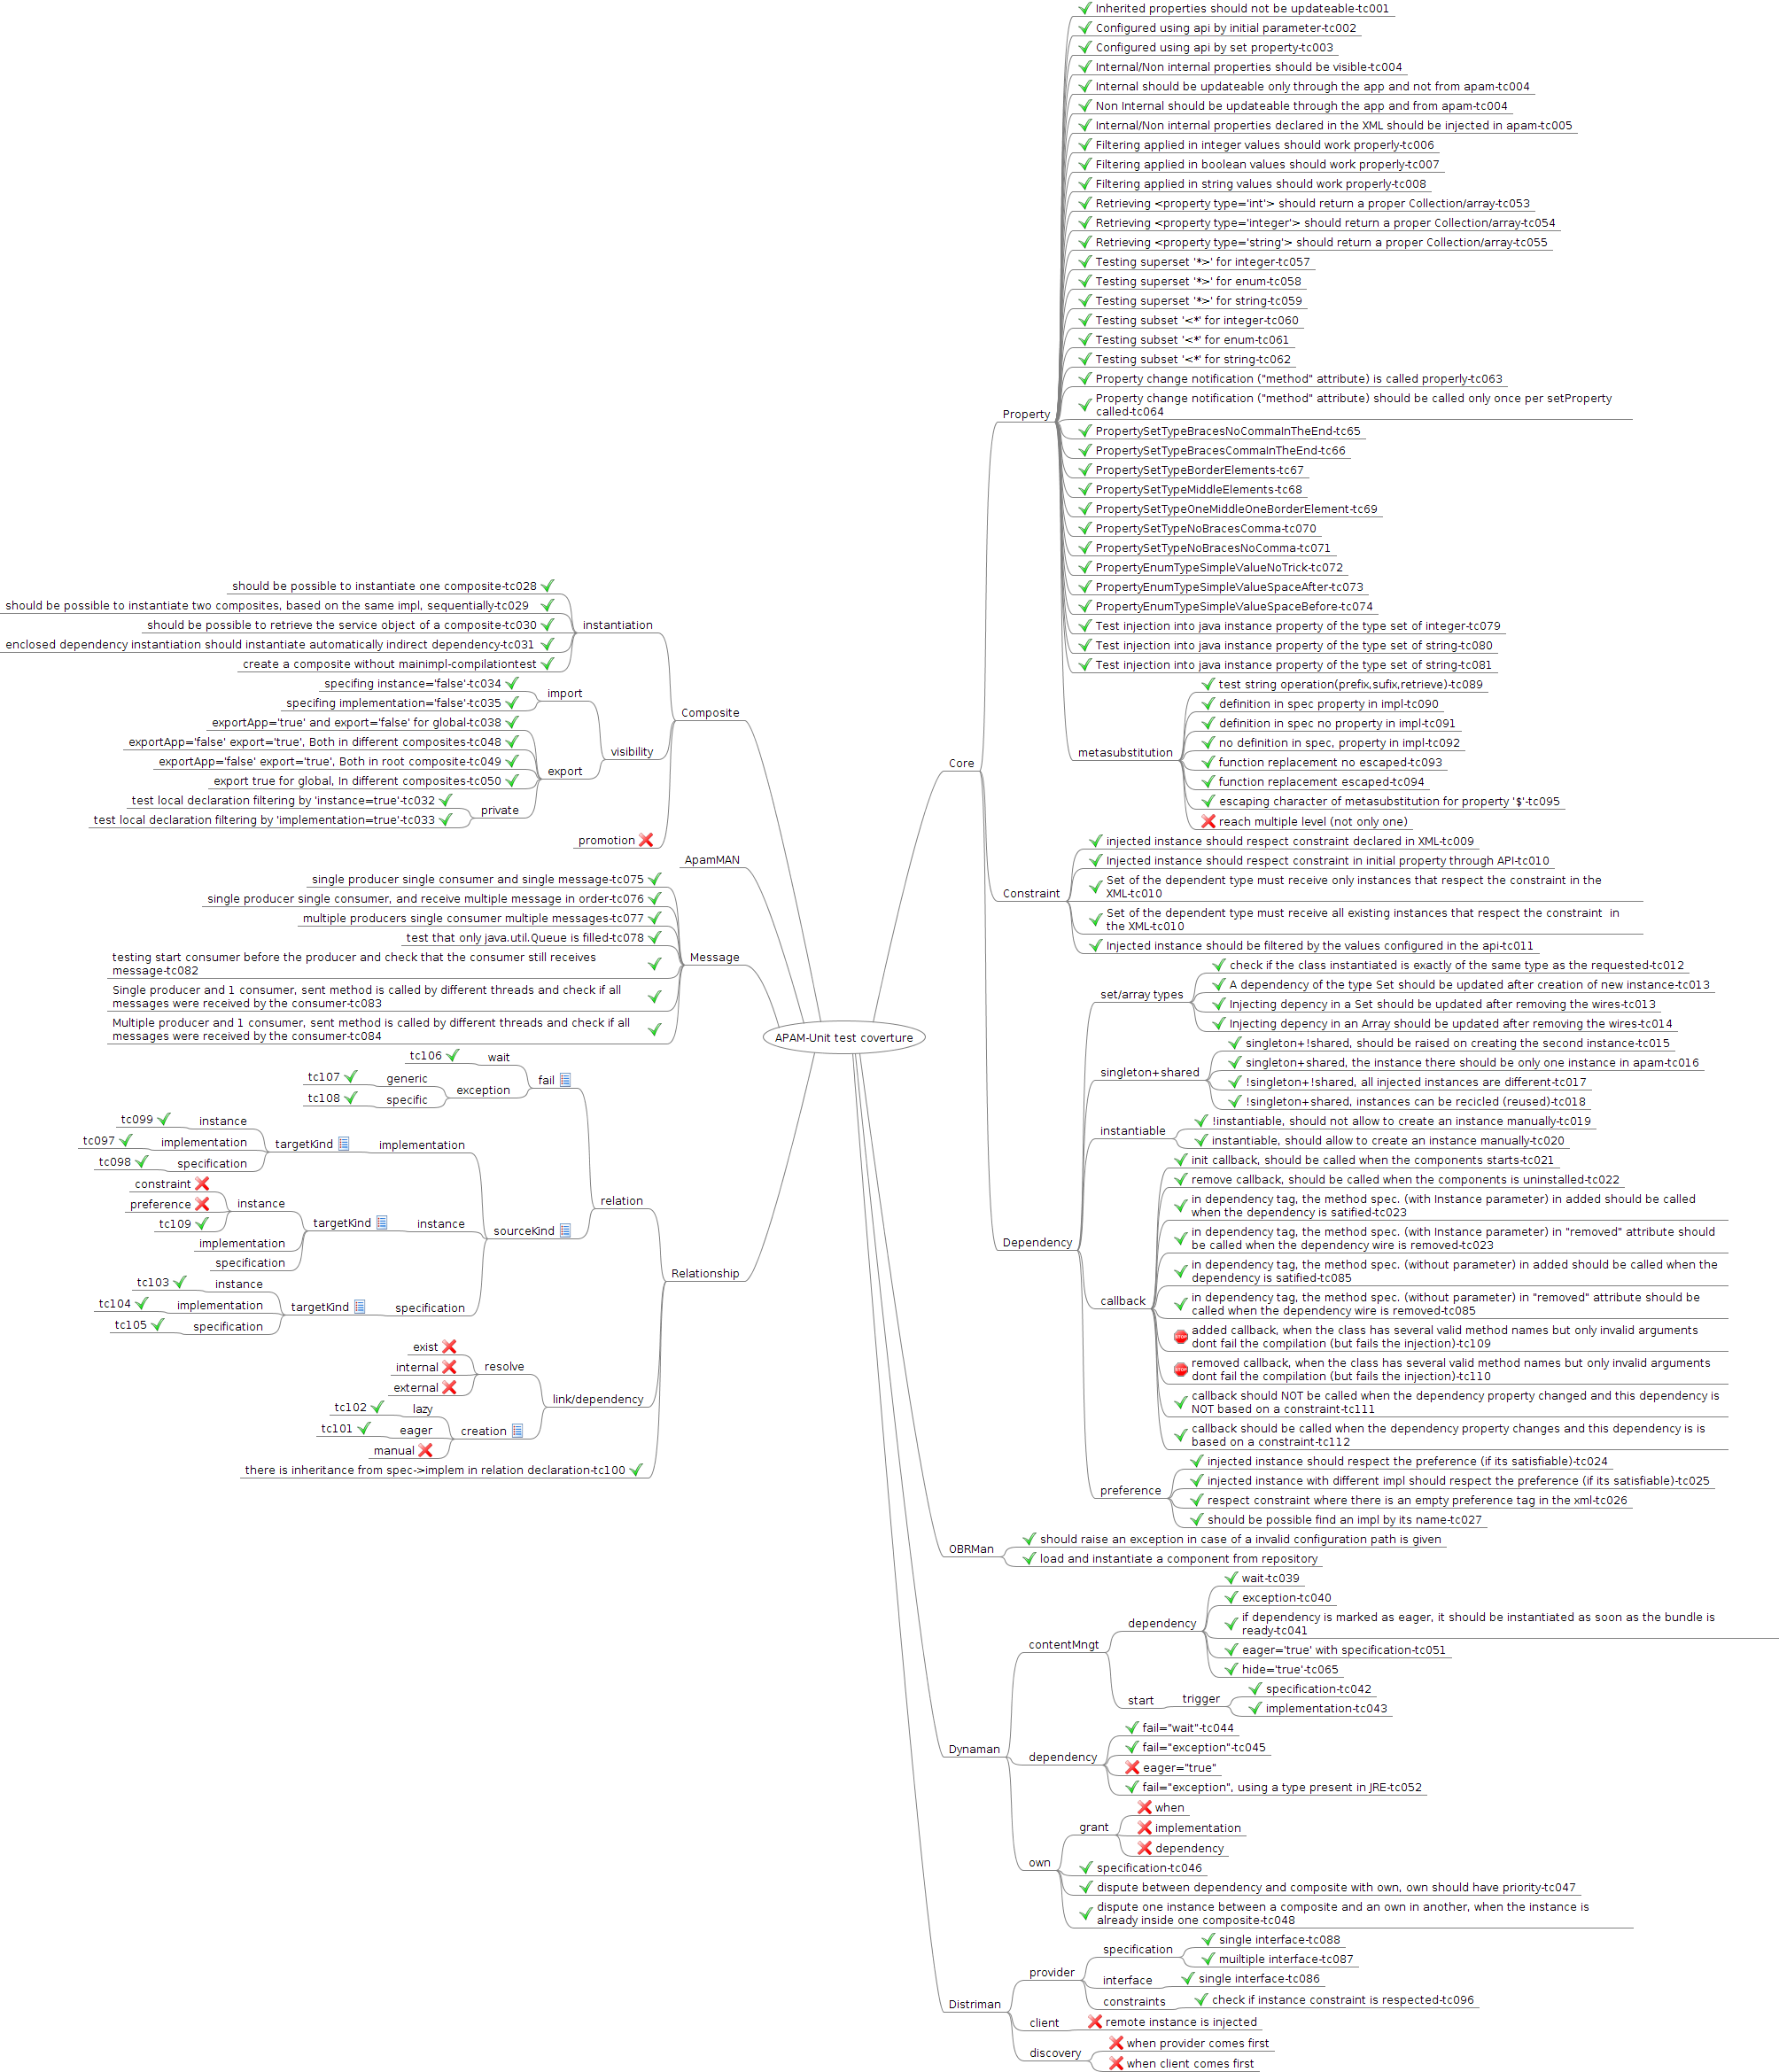 APAM-Unit test coverture
Core
Property
Inherited properties should not be updateable-tc001
Configured using api by initial parameter-tc002
Configured using api by set property-tc003
Internal/Non internal properties should be visible-tc004
Internal should be updateable only through the app and not from apam-tc004
Non Internal should be updateable through the app and from apam-tc004
Internal/Non internal properties declared in the XML should be injected in apam-tc005
Filtering applied in integer values should work properly-tc006
Filtering applied in boolean values should work properly-tc007
Filtering applied in string values should work properly-tc008
Retrieving <property type='int'> should return a proper Collection/array-tc053
Retrieving <property type='integer'> should return a proper Collection/array-tc054
Retrieving <property type='string'> should return a proper Collection/array-tc055
Testing superset '*>' for integer-tc057
Testing superset '*>' for enum-tc058
Testing superset '*>' for string-tc059
Testing subset '<*' for integer-tc060
Testing subset '<*' for enum-tc061
Testing subset '<*' for string-tc062
Property change notification ("method" attribute) is called properly-tc063
Property change notification ("method" attribute) should be called only once per setProperty
called-tc064
PropertySetTypeBracesNoCommaInTheEnd-tc65
PropertySetTypeBracesCommaInTheEnd-tc66
PropertySetTypeBorderElements-tc67
PropertySetTypeMiddleElements-tc68
PropertySetTypeOneMiddleOneBorderElement-tc69
PropertySetTypeNoBracesComma-tc070
PropertySetTypeNoBracesNoComma-tc071
PropertyEnumTypeSimpleValueNoTrick-tc072
PropertyEnumTypeSimpleValueSpaceAfter-tc073
PropertyEnumTypeSimpleValueSpaceBefore-tc074
Test injection into java instance property of the type set of integer-tc079
Test injection into java instance property of the type set of string-tc080
Test injection into java instance property of the type set of string-tc081
metasubstitution
test string operation(prefix,sufix,retrieve)-tc089
definition in spec property in impl-tc090
definition in spec no property in impl-tc091
no definition in spec, property in impl-tc092
function replacement no escaped-tc093
function replacement escaped-tc094
escaping character of metasubstitution for property '$'-tc095
reach multiple level (not only one)
Constraint
injected instance should respect constraint declared in XML-tc009
Injected instance should respect constraint in initial property through API-tc010
Set of the dependent type must receive only instances that respect the constraint in the
XML-tc010
Set of the dependent type must receive all existing instances that respect the constraint  in
the XML-tc010
Injected instance should be filtered by the values configured in the api-tc011
Dependency
set/array types
check if the class instantiated is exactly of the same type as the requested-tc012
A dependency of the type Set should be updated after creation of new instance-tc013
Injecting depency in a Set should be updated after removing the wires-tc013
Injecting depency in an Array should be updated after removing the wires-tc014
singleton+shared
singleton+!shared, should be raised on creating the second instance-tc015
singleton+shared, the instance there should be only one instance in apam-tc016
!singleton+!shared, all injected instances are different-tc017
!singleton+shared, instances can be recicled (reused)-tc018
instantiable
!instantiable, should not allow to create an instance manually-tc019
instantiable, should allow to create an instance manually-tc020
callback
init callback, should be called when the components starts-tc021
remove callback, should be called when the components is uninstalled-tc022
in dependency tag, the method spec. (with Instance parameter) in added should be called
when the dependency is satified-tc023
in dependency tag, the method spec. (with Instance parameter) in "removed" attribute should
be called when the dependency wire is removed-tc023
in dependency tag, the method spec. (without parameter) in added should be called when the
dependency is satified-tc085
in dependency tag, the method spec. (without parameter) in "removed" attribute should be
called when the dependency wire is removed-tc085
STOP
added callback, when the class has several valid method names but only invalid arguments
dont fail the compilation (but fails the injection)-tc109
STOP
removed callback, when the class has several valid method names but only invalid arguments
dont fail the compilation (but fails the injection)-tc110
callback should NOT be called when the dependency property changed and this dependency is
NOT based on a constraint-tc111
callback should be called when the dependency property changes and this dependency is is
based on a constraint-tc112
preference
injected instance should respect the preference (if its satisfiable)-tc024
injected instance with different impl should respect the preference (if its satisfiable)-tc025
respect constraint where there is an empty preference tag in the xml-tc026
should be possible find an impl by its name-tc027
OBRMan
should raise an exception in case of a invalid configuration path is given
load and instantiate a component from repository
Dynaman
contentMngt
dependency
wait-tc039
exception-tc040
if dependency is marked as eager, it should be instantiated as soon as the bundle is
ready-tc041
eager='true' with specification-tc051
hide='true'-tc065
start
trigger
specification-tc042
implementation-tc043
dependency
fail="wait"-tc044
fail="exception"-tc045
eager="true"
fail="exception", using a type present in JRE-tc052
own
grant
when
implementation
dependency
specification-tc046
dispute between dependency and composite with own, own should have priority-tc047
dispute one instance between a composite and an own in another, when the instance is
already inside one composite-tc048
Distriman
provider
specification
single interface-tc088
muiltiple interface-tc087
interface
single interface-tc086
constraints
check if instance constraint is respected-tc096
client
remote instance is injected
discovery
when provider comes first
when client comes first
Composite
instantiation
should be possible to instantiate one composite-tc028
should be possible to instantiate two composites, based on the same impl, sequentially-tc029
should be possible to retrieve the service object of a composite-tc030
enclosed dependency instantiation should instantiate automatically indirect dependency-tc031
create a composite without mainimpl-compilationtest
visibility
import
specifing instance='false'-tc034
specifing implementation='false'-tc035
export
exportApp='true' and export='false' for global-tc038
exportApp='false' export='true', Both in different composites-tc048
exportApp='false' export='true', Both in root composite-tc049
export true for global, In different composites-tc050
private
test local declaration filtering by 'instance=true'-tc032
test local declaration filtering by 'implementation=true'-tc033
promotion
ApamMAN
Message
single producer single consumer and single message-tc075
single producer single consumer, and receive multiple message in order-tc076
multiple producers single consumer multiple messages-tc077
test that only java.util.Queue is filled-tc078
testing start consumer before the producer and check that the consumer still receives
message-tc082
Single producer and 1 consumer, sent method is called by different threads and check if all
messages were received by the consumer-tc083
Multiple producer and 1 consumer, sent method is called by different threads and check if all
messages were received by the consumer-tc084
Relationship
relation
fail
wait
tc106
exception
generic
tc107
specific
tc108
sourceKind
implementation
targetKind
instance
tc099
implementation
tc097
specification
tc098
instance
targetKind
instance
constraint
preference
tc109
implementation
specification
specification
targetKind
instance
tc103
implementation
tc104
specification
tc105
link/dependency
resolve
exist
internal
external
creation
lazy
tc102
eager
tc101
manual
there is inheritance from spec->implem in relation declaration-tc100